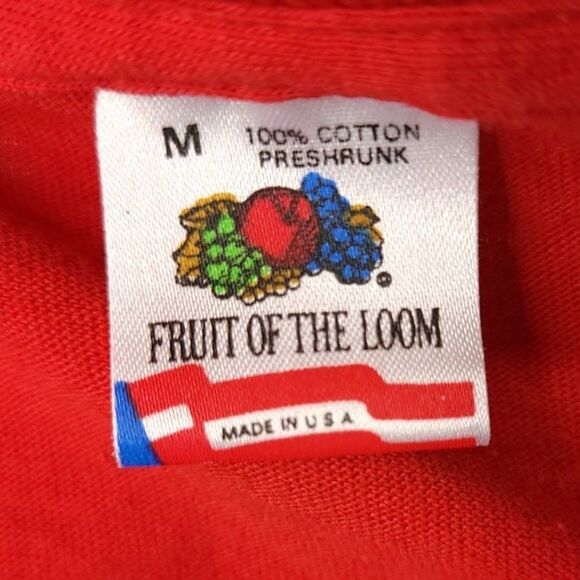 M
100% COTTON
PRESHRUNK
®
FRUIT OF THE LOOM
MADE IN U S A